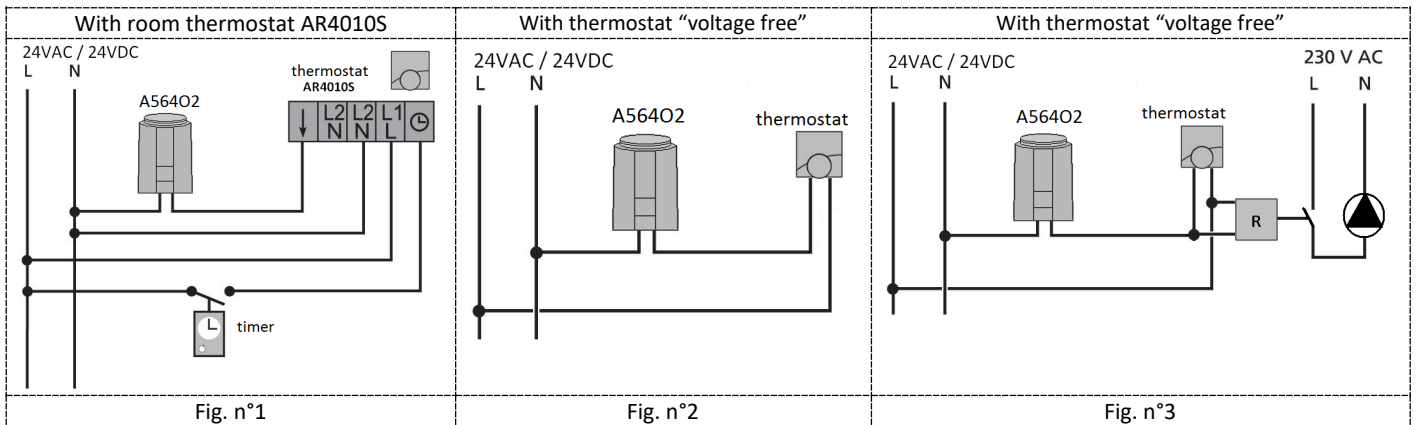 With room thermostat AR4010S
With thermostat “voltage free”
With thermostat “voltage free”
24VAC / 24VDC
L N
thermostat
AR4010S
A564O2
↓ L2 N L2 N L1 L
timer
Fig. n°1
24VAC / 24VDC
L N
A564O2
thermostat
Fig. n°2
24VAC / 24VDC
L N
A564O2
thermostat
R
230 V AC
L N
Fig. n°3